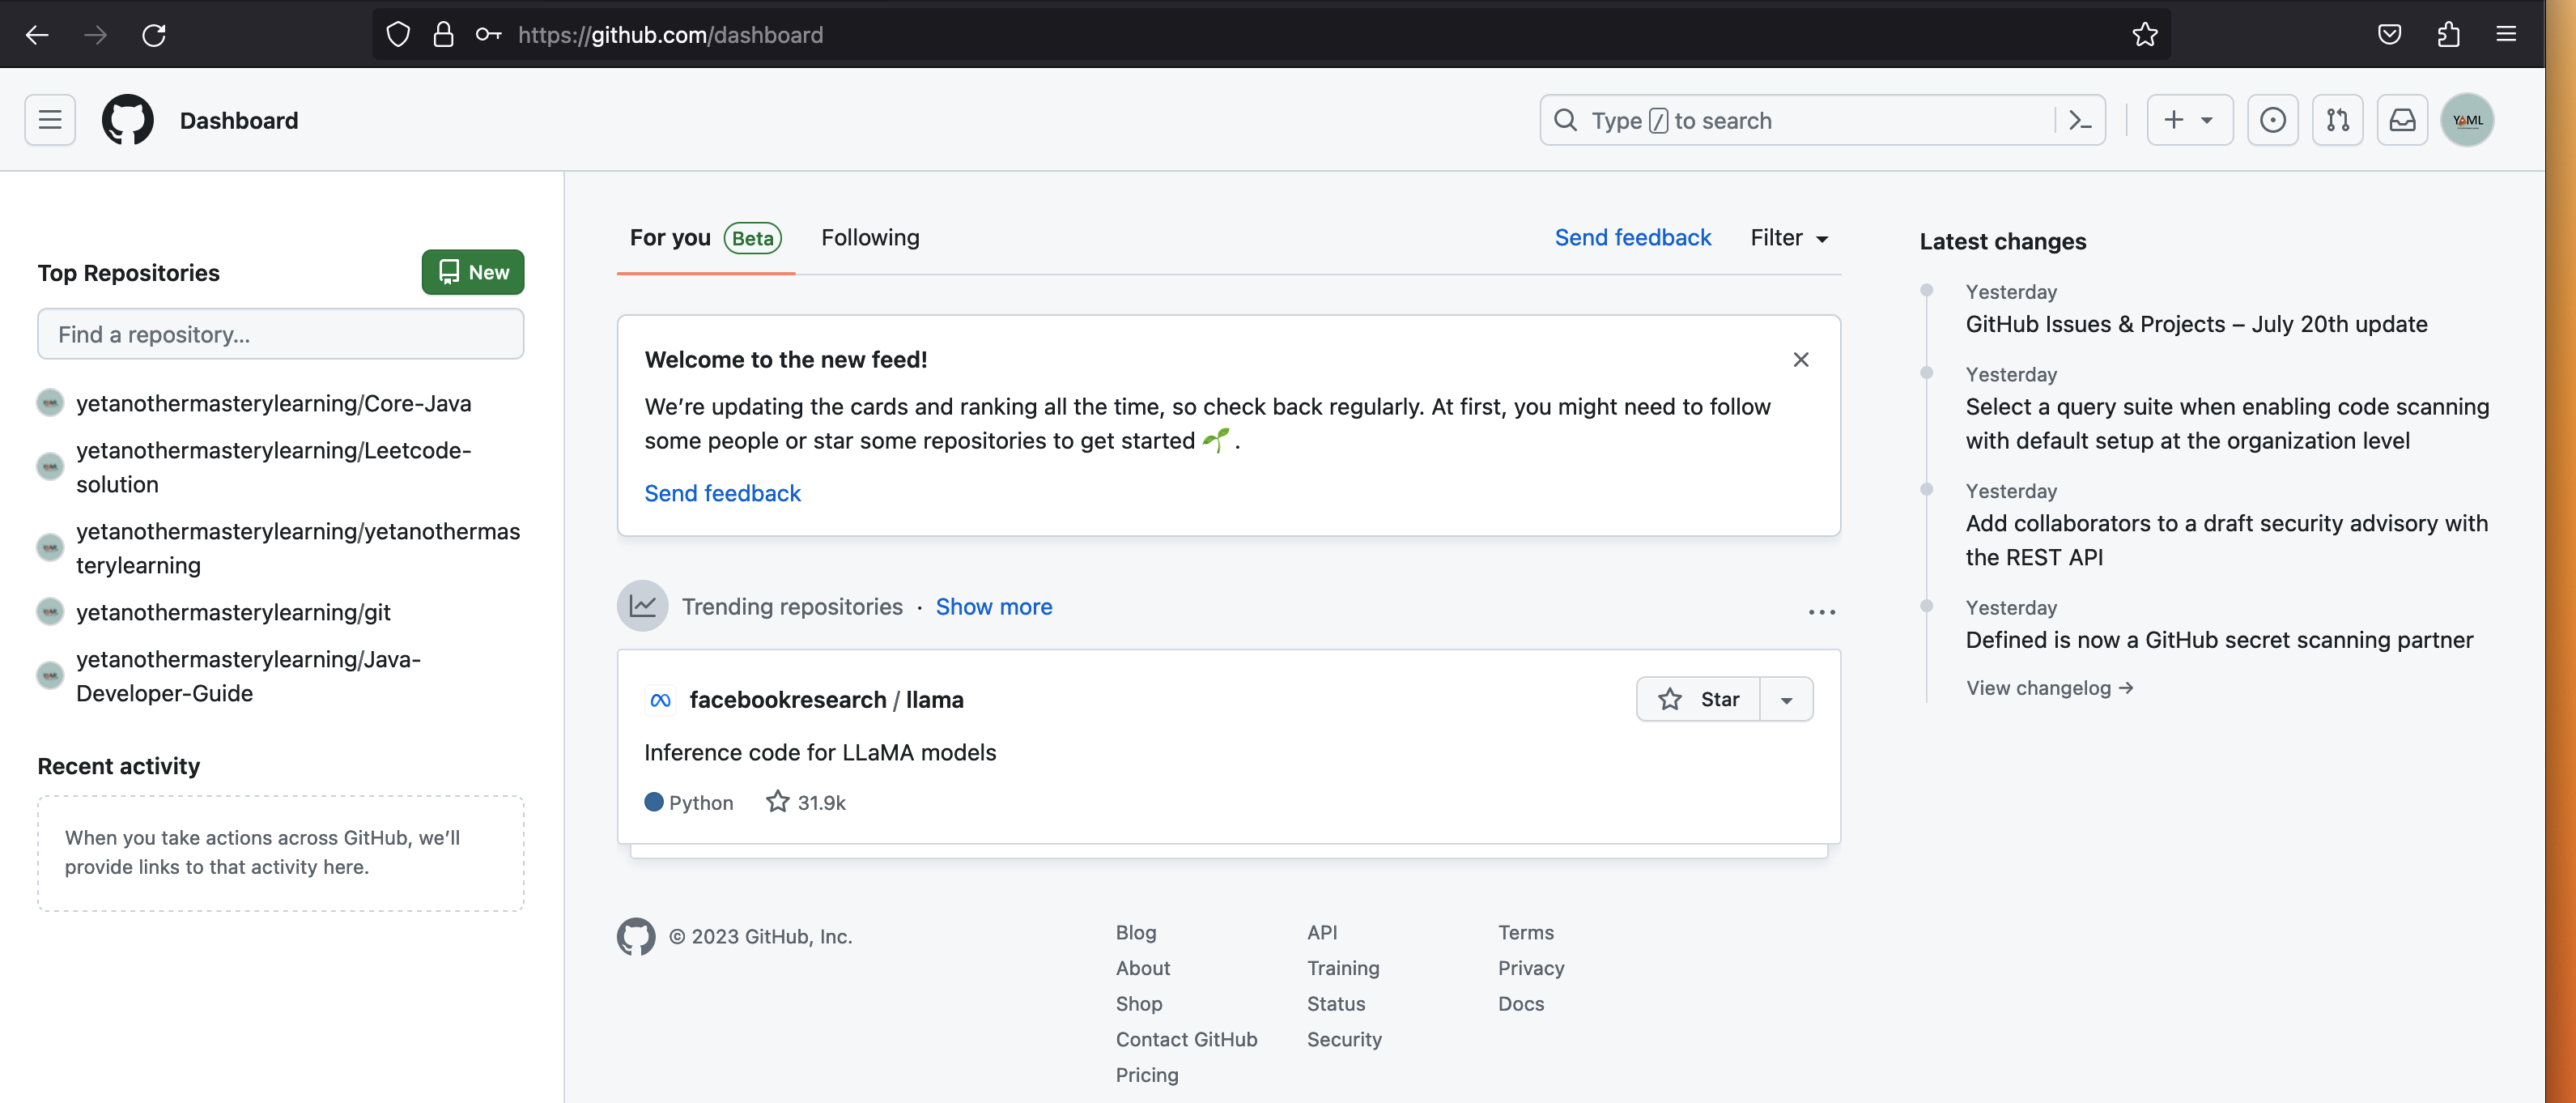 https://github.com/dashboard
Dashboard
Type / to search
YAML
Top Repositories
New
Find a repository...
yetanothermasterylearning/Core-Java
yetanothermasterylearning/Leetcode-
solution
yetanothermasterylearning/yetanothermas
terylearning
yetanothermasterylearning/git
yetanothermasterylearning/Java-
Developer-Guide
Recent activity
When you take actions across GitHub, we’ll
provide links to that activity here.
For you Beta
Following
Send feedback
Filter
Welcome to the new feed!
We’re updating the cards and ranking all the time, so check back regularly. At first, you might need to follow
some people or star some repositories to get started 🌱 .
Send feedback
Trending repositories · Show more
facebookresearch / llama
Star
Inference code for LLaMA models
Python
31.9k
© 2023 GitHub, Inc.
Blog
About
Shop
Contact GitHub
Pricing
API
Training
Status
Security
Terms
Privacy
Docs
Latest changes
Yesterday
GitHub Issues & Projects – July 20th update
Yesterday
Select a query suite when enabling code scanning
with default setup at the organization level
Yesterday
Add collaborators to a draft security advisory with
the REST API
Yesterday
Defined is now a GitHub secret scanning partner
View changelog →